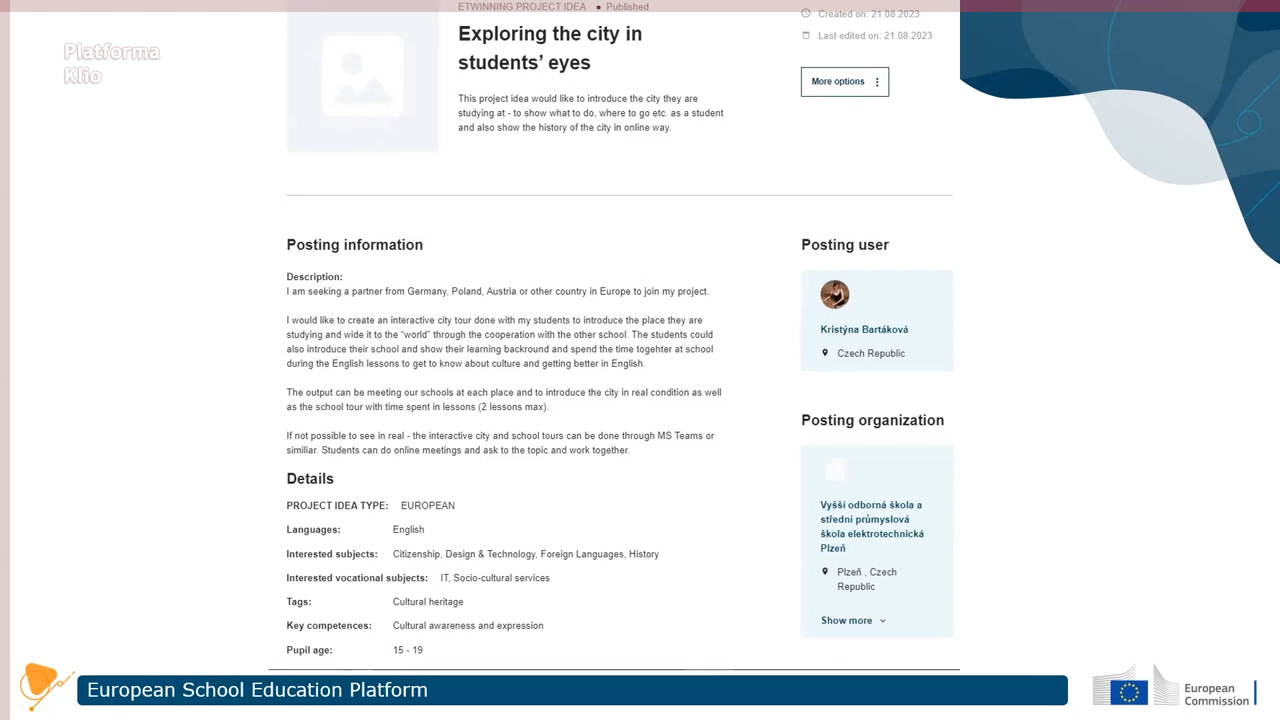 ETWINNING PROJECT IDEA • Published
Exploring the city in
students’ eyes
This project idea would like to introduce the city they are
studying at - to show what to do, where to go etc. as a student
and also show the history of the city in online way.
Created on: 21.08.2023
Last edited on: 21.08.2023
More options
Platforma
Klio
Posting information
Description:
I am seeking a partner from Germany, Poland, Austria or other country in Europe to join my project.
I would like to create an interactive city tour done with my students to introduce the place they are
studying and wide it to the “world” through the cooperation with the other school. The students could
also introduce their school and show their learning backround and spend the time togehter at school
during the English lessons to get to know about culture and getting better in English.
The output can be meeting our schools at each place and to introduce the city in real condition as well
as the school tour with time spent in lessons (2 lessons max).
If not possible to see in real - the interactive city and school tours can be done through MS Teams or
similiar. Students can do online meetings and ask to the topic and work together.
Details
PROJECT IDEA TYPE: EUROPEAN
Languages: English
Interested subjects: Citizenship, Design & Technology, Foreign Languages, History
Interested vocational subjects: IT, Socio-cultural services
Tags: Cultural heritage
Key competences: Cultural awareness and expression
Pupil age: 15 - 19
Posting user
Kristýna Bartáková
Czech Republic
Posting organization
Vyšší odborná škola a
střední průmyslová
škola elektrotechnická
Plzeň
Plzeň , Czech
Republic
Show more
European School Education Platform
European
Commission